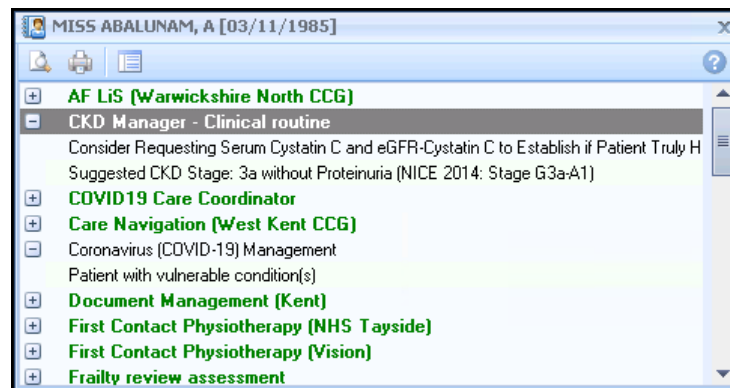 MISS ABALUNAM, A [03/11/1985]
AF LiS (Warwickshire North CCG)
CKD Manager - Clinical routine
Consider Requesting Serum Cystatin C and eGFR-Cystatin C to Establish if Patient Truly H
Suggested CKD Stage: 3a without Proteinuria (NICE 2014: Stage G3a-A1)
COVID19 Care Coordinator
Care Navigation (West Kent CCG)
Coronavirus (COVID-19) Management
Patient with vulnerable condition(s)
Document Management (Kent)
First Contact Physiotherapy (NHS Tayside)
First Contact Physiotherapy (Vision)
Frailty review assessment